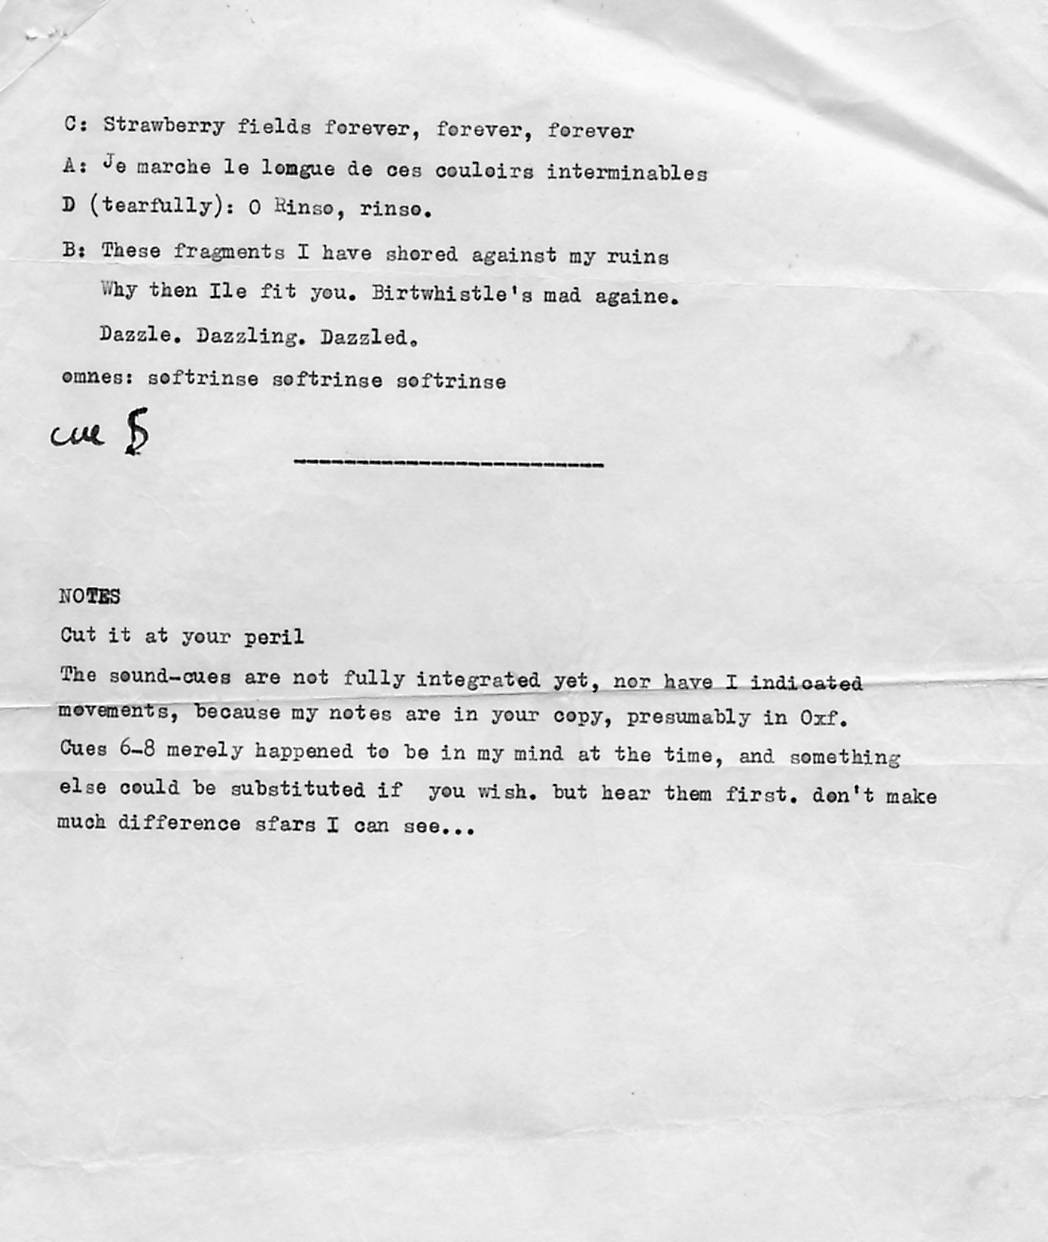 C: Strawberry fields forever, forever, forever
A: Je marche le longue de ces couloirs interminables
D (tearfully): O Rinso, rinso.
B: These fragments I have shored against my ruins
Why then Ile fit you. Birtwhistle's mad againe.
Dazzle. Dazzling. Dazzled.
omnes: softrinse softrinse softrinse
cue
NOTES
Cut it at your peril
The sound-cues are not fully integrated yet, nor have I indicated
movements, because my notes are in your copy, presumably in Oxf.
Cues 6-8 merely happened to be in my mind at the time, and something
else could be substituted if you wish. but hear them first. don't make
much difference sfars I can see...